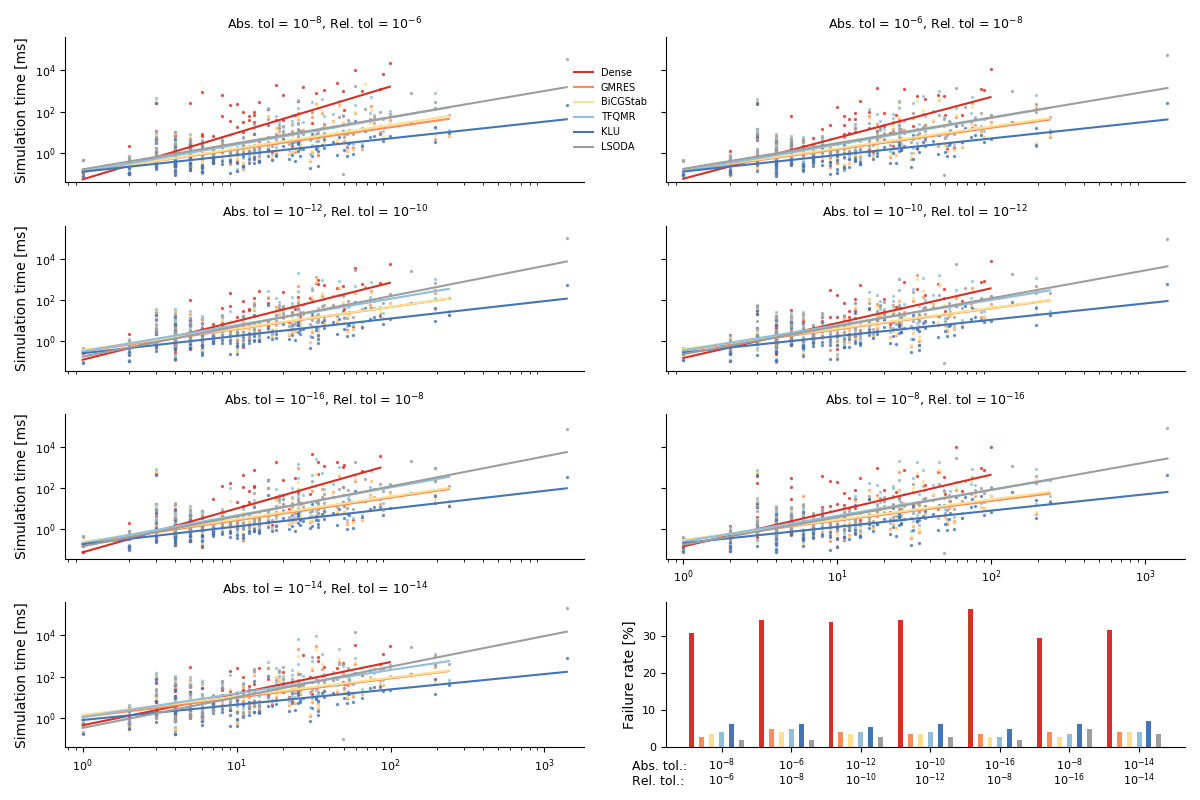 Abs. tol = 10⁻⁸, Rel. tol = 10⁻⁶
Abs. tol = 10⁻⁶, Rel. tol = 10⁻⁸
Simulation time [ms]
10⁴
10²
10⁰
Dense
GMRES
BiCGStab
TFQMR
KLU
LSODA
Abs. tol = 10⁻¹², Rel. tol = 10⁻¹⁰
Abs. tol = 10⁻¹⁰, Rel. tol = 10⁻¹²
Simulation time [ms]
10⁴
10²
10⁰
Abs. tol = 10⁻¹⁶, Rel. tol = 10⁻⁸
Abs. tol = 10⁻⁸, Rel. tol = 10⁻¹⁶
Simulation time [ms]
10⁴
10²
10⁰
10⁰ 10¹ 10² 10³
Abs. tol = 10⁻¹⁴, Rel. tol = 10⁻¹⁴
Simulation time [ms]
10⁴
10²
10⁰
10⁰ 10¹ 10² 10³
Failure rate [%]
30
20
10
0
Abs. tol.: 10⁻⁸ 10⁻⁶ 10⁻¹² 10⁻¹⁰ 10⁻¹⁶ 10⁻⁸ 10⁻¹⁴
Rel. tol.: 10⁻⁶ 10⁻⁸ 10⁻¹⁰ 10⁻¹² 10⁻⁸ 10⁻¹⁶ 10⁻¹⁴